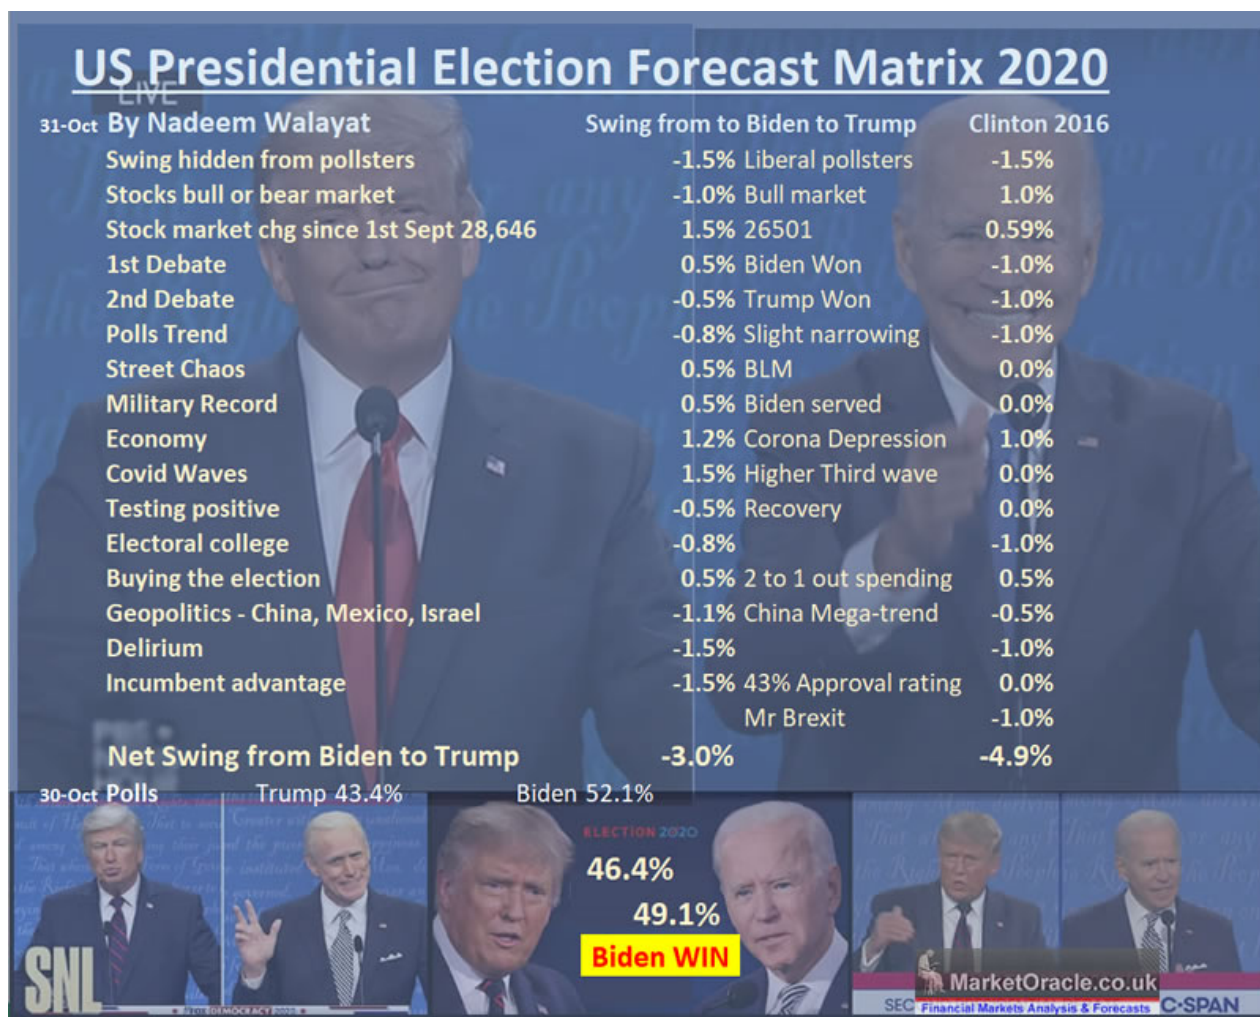 US Presidential Election Forecast Matrix 2020
LIVE
31-Oct By Nadeem Walayat Swing from to Biden to Trump Clinton 2016
Swing hidden from pollsters -1.5% Liberal pollsters -1.5%
Stocks bull or bear market -1.0% Bull market 1.0%
Stock market chg since 1st Sept 28,646 1.5% 26501 0.59%
1st Debate 0.5% Biden Won -1.0%
2nd Debate -0.5% Trump Won -1.0%
Polls Trend -0.8% Slight narrowing -1.0%
Street Chaos 0.5% BLM 0.0%
Military Record 0.5% Biden served 0.0%
Economy 1.2% Corona Depression 1.0%
Covid Waves 1.5% Higher Third wave 0.0%
Testing positive -0.5% Recovery 0.0%
Electoral college -0.8% -1.0%
Buying the election 0.5% 2 to 1 out spending 0.5%
Geopolitics - China, Mexico, Israel -1.1% China Mega-trend -0.5%
Delirium -1.5% -1.0%
Incumbent advantage -1.5% 43% Approval rating 0.0%
Mr Brexit -1.0%
Net Swing from Biden to Trump -3.0% -4.9%
30-Oct Polls Trump 43.4% Biden 52.1%
ELECTION 2020
46.4%
49.1%
Biden WIN
SNL
DEMOCRACY 2020
MarketOracle.co.uk
SEC
Financial Markets Analysis & Forecasts
C-SPAN